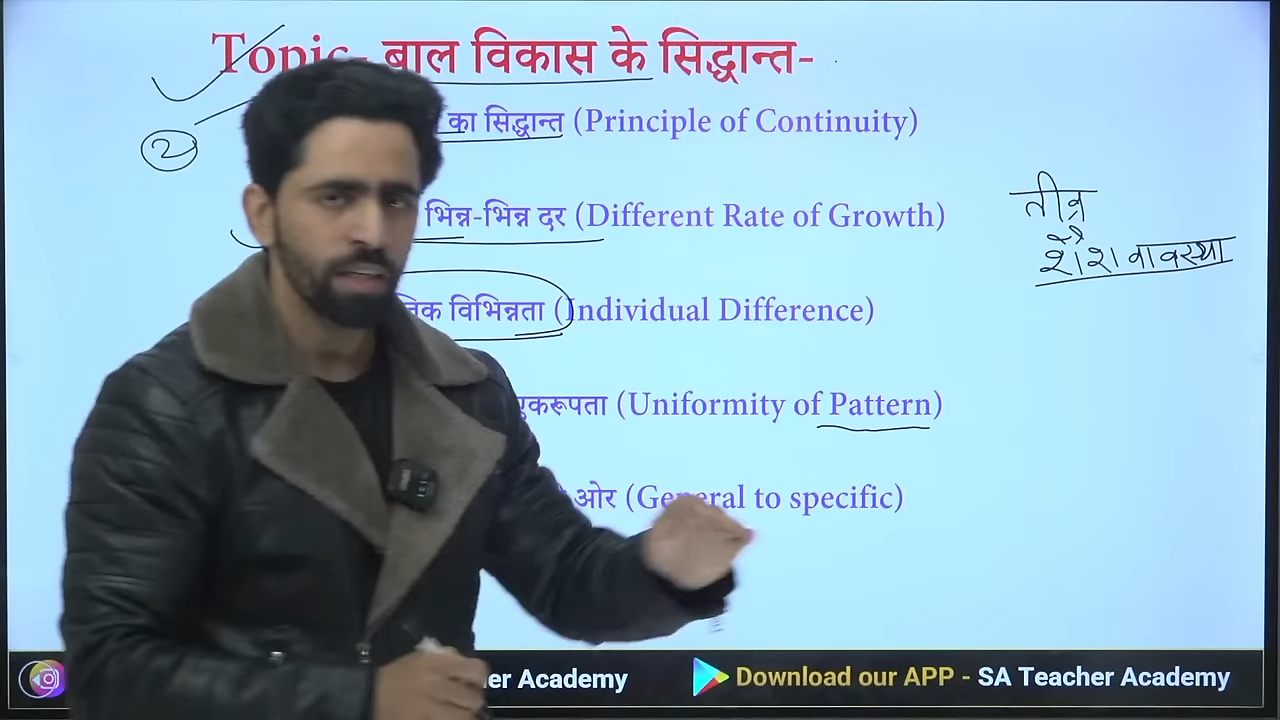 Topic- बाल विकास के सिद्धान्त-
का सिद्धान्त (Principle of Continuity)
भिन्न-भिन्न दर (Different Rate of Growth)
तीव्र
शैशवावस्था
विभिन्नता (Individual Difference)
एकरूपता (Uniformity of Pattern)
ओर (General to specific)
er Academy
Download our APP - SA Teacher Academy